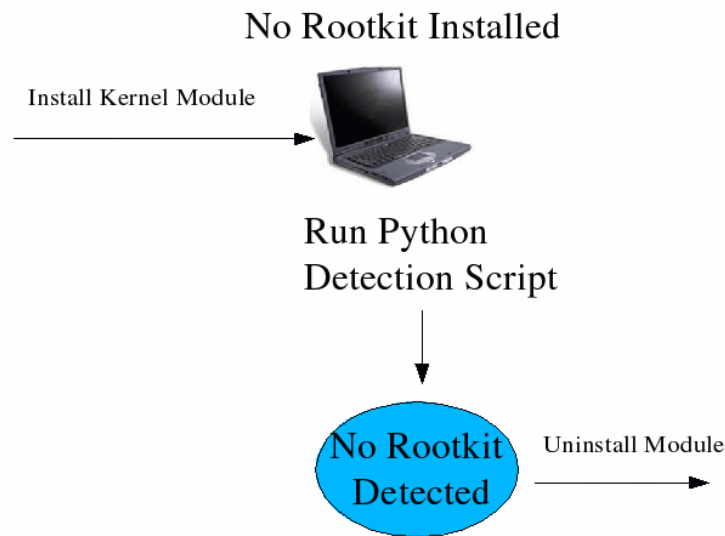 No Rootkit Installed
Install Kernel Module
Run Python
Detection Script
No Rootkit
Detected
Uninstall Module